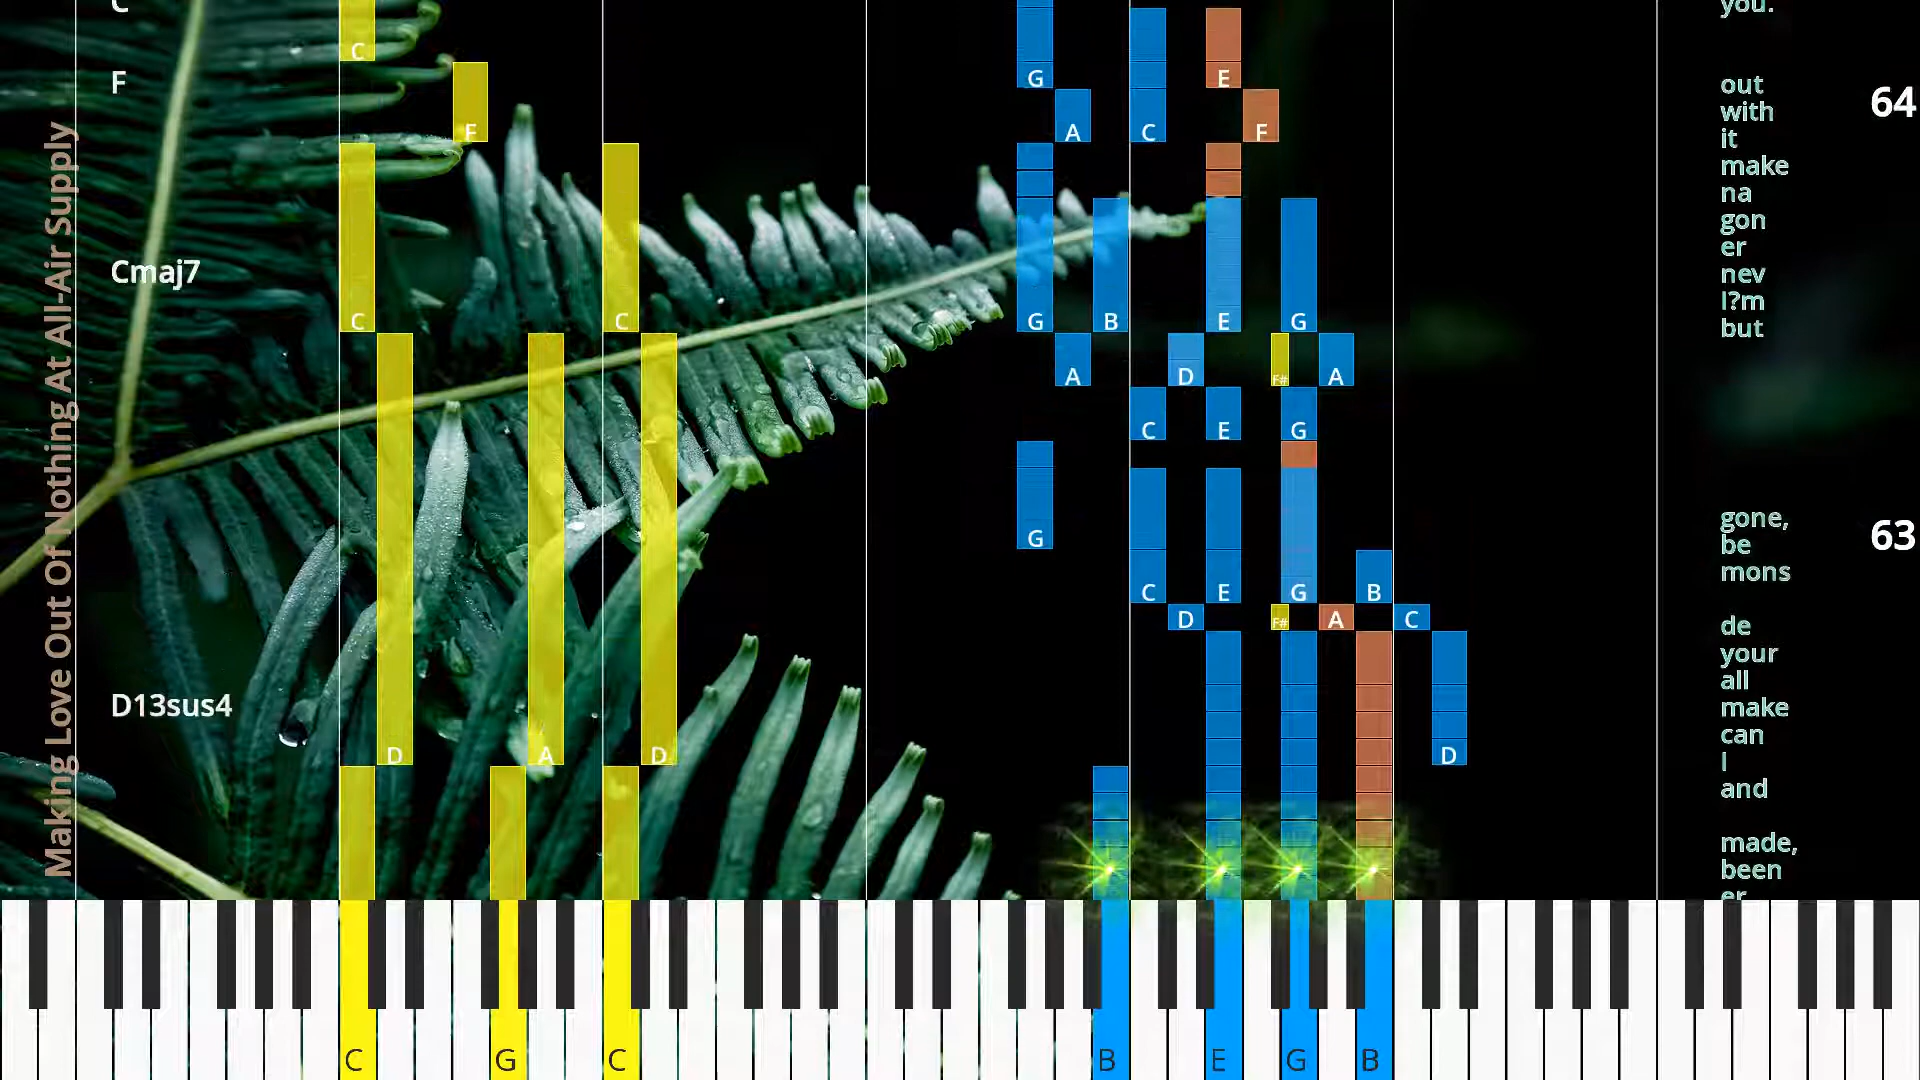 C
C
you.
F
G
E
out
64
with
F
A
C
F
it
make
na
gon
er
Cmaj7
nev
I?m
C
C
G
B
E
G
but
A
D
F#
A
C
E
G
gone,
63
G
be
mons
C
E
G
B
D
F#
A
C
de
your
all
D13sus4
make
can
D
A
D
D
I
and
made,
been
er
Making Love Out Of Nothing At All-Air Supply
C
G
C
B
E
G
B